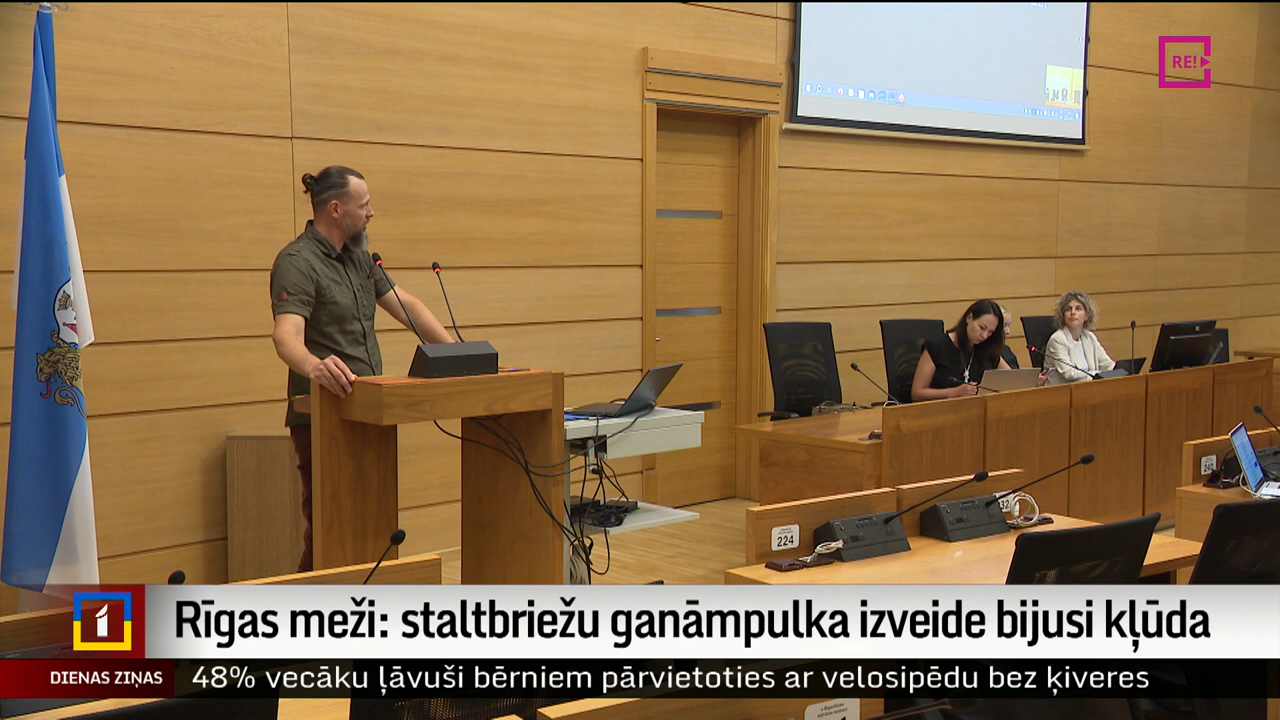 RE!
224
240
Rīgas meži: staltbriežu ganāmpulka izveide bijusi kļūda
1
DIENAS ZIŅAS
48% vecāku ļāvuši bērniem pārvietoties ar velosipēdu bez ķiveres